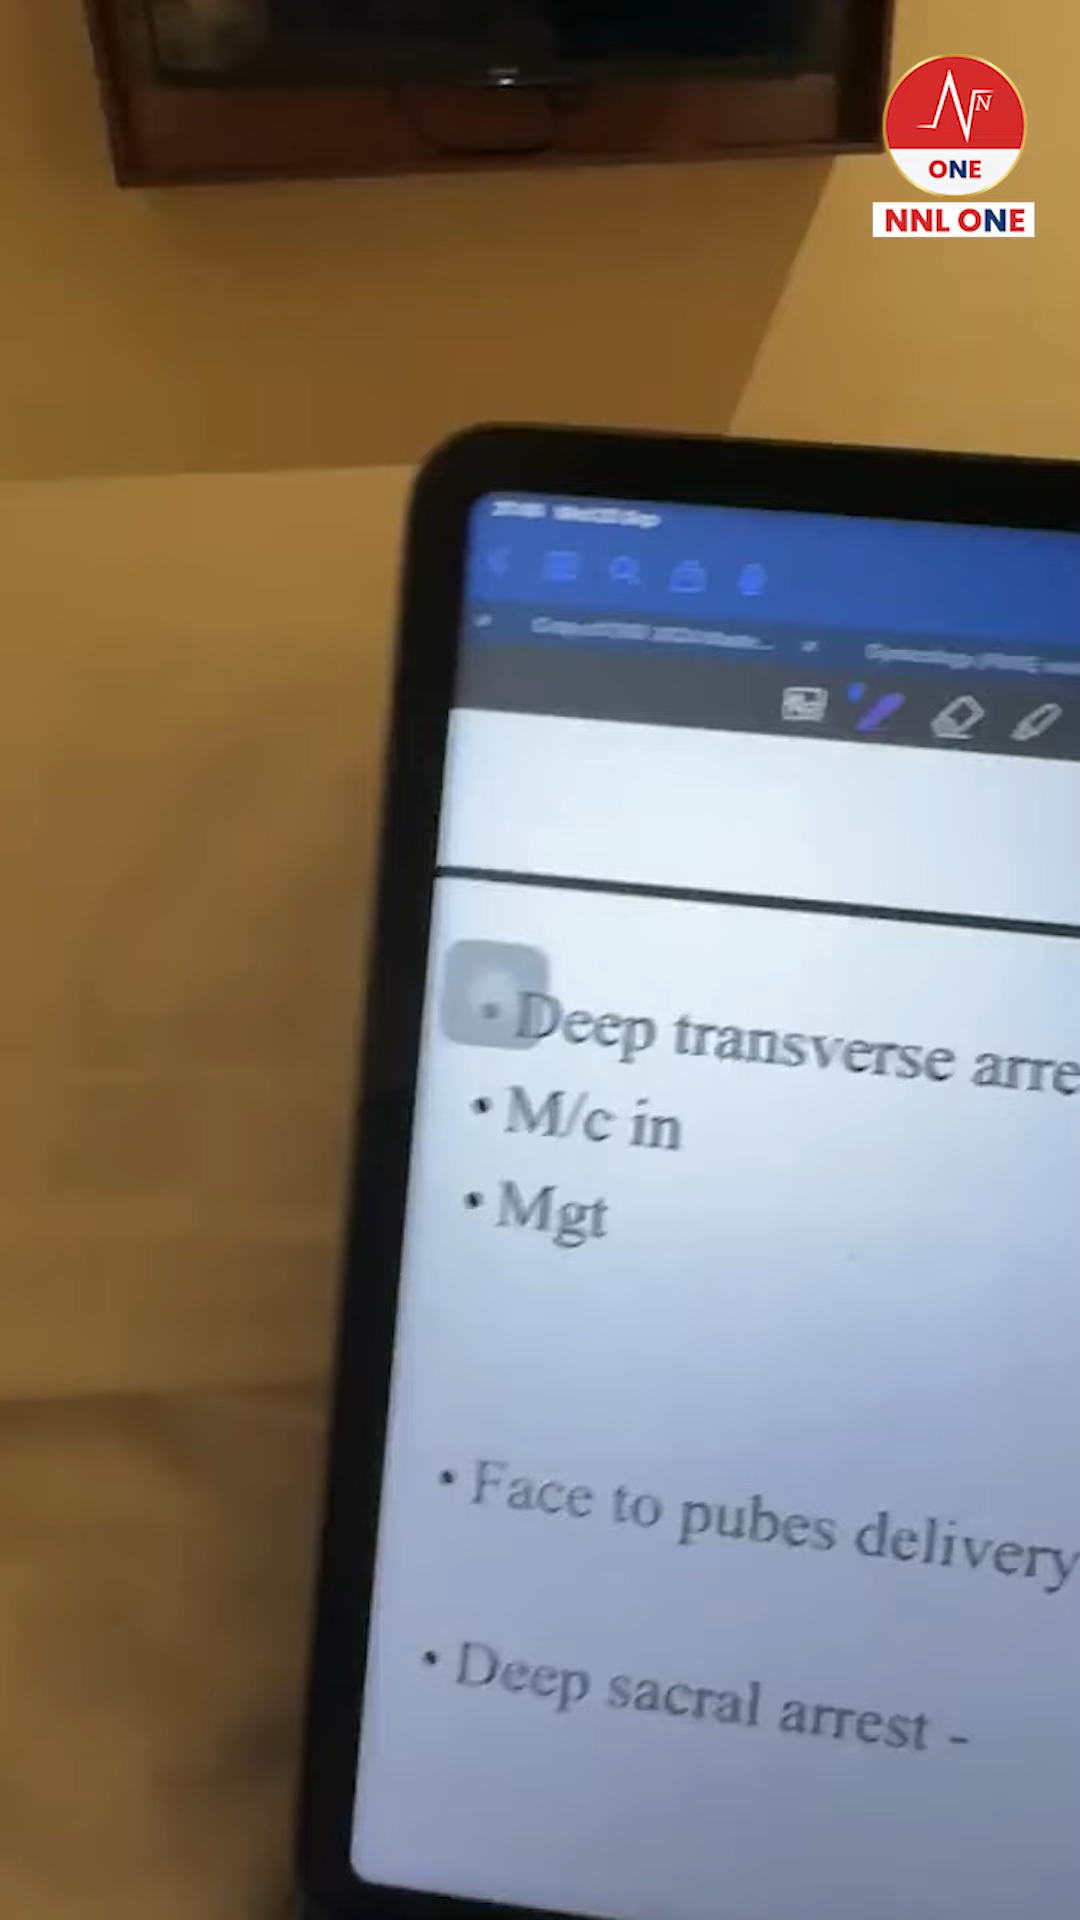 N
ONE
NNL ONE
• Deep transverse arre
• M/c in
• Mgt
• Face to pubes delivery
• Deep sacral arrest -